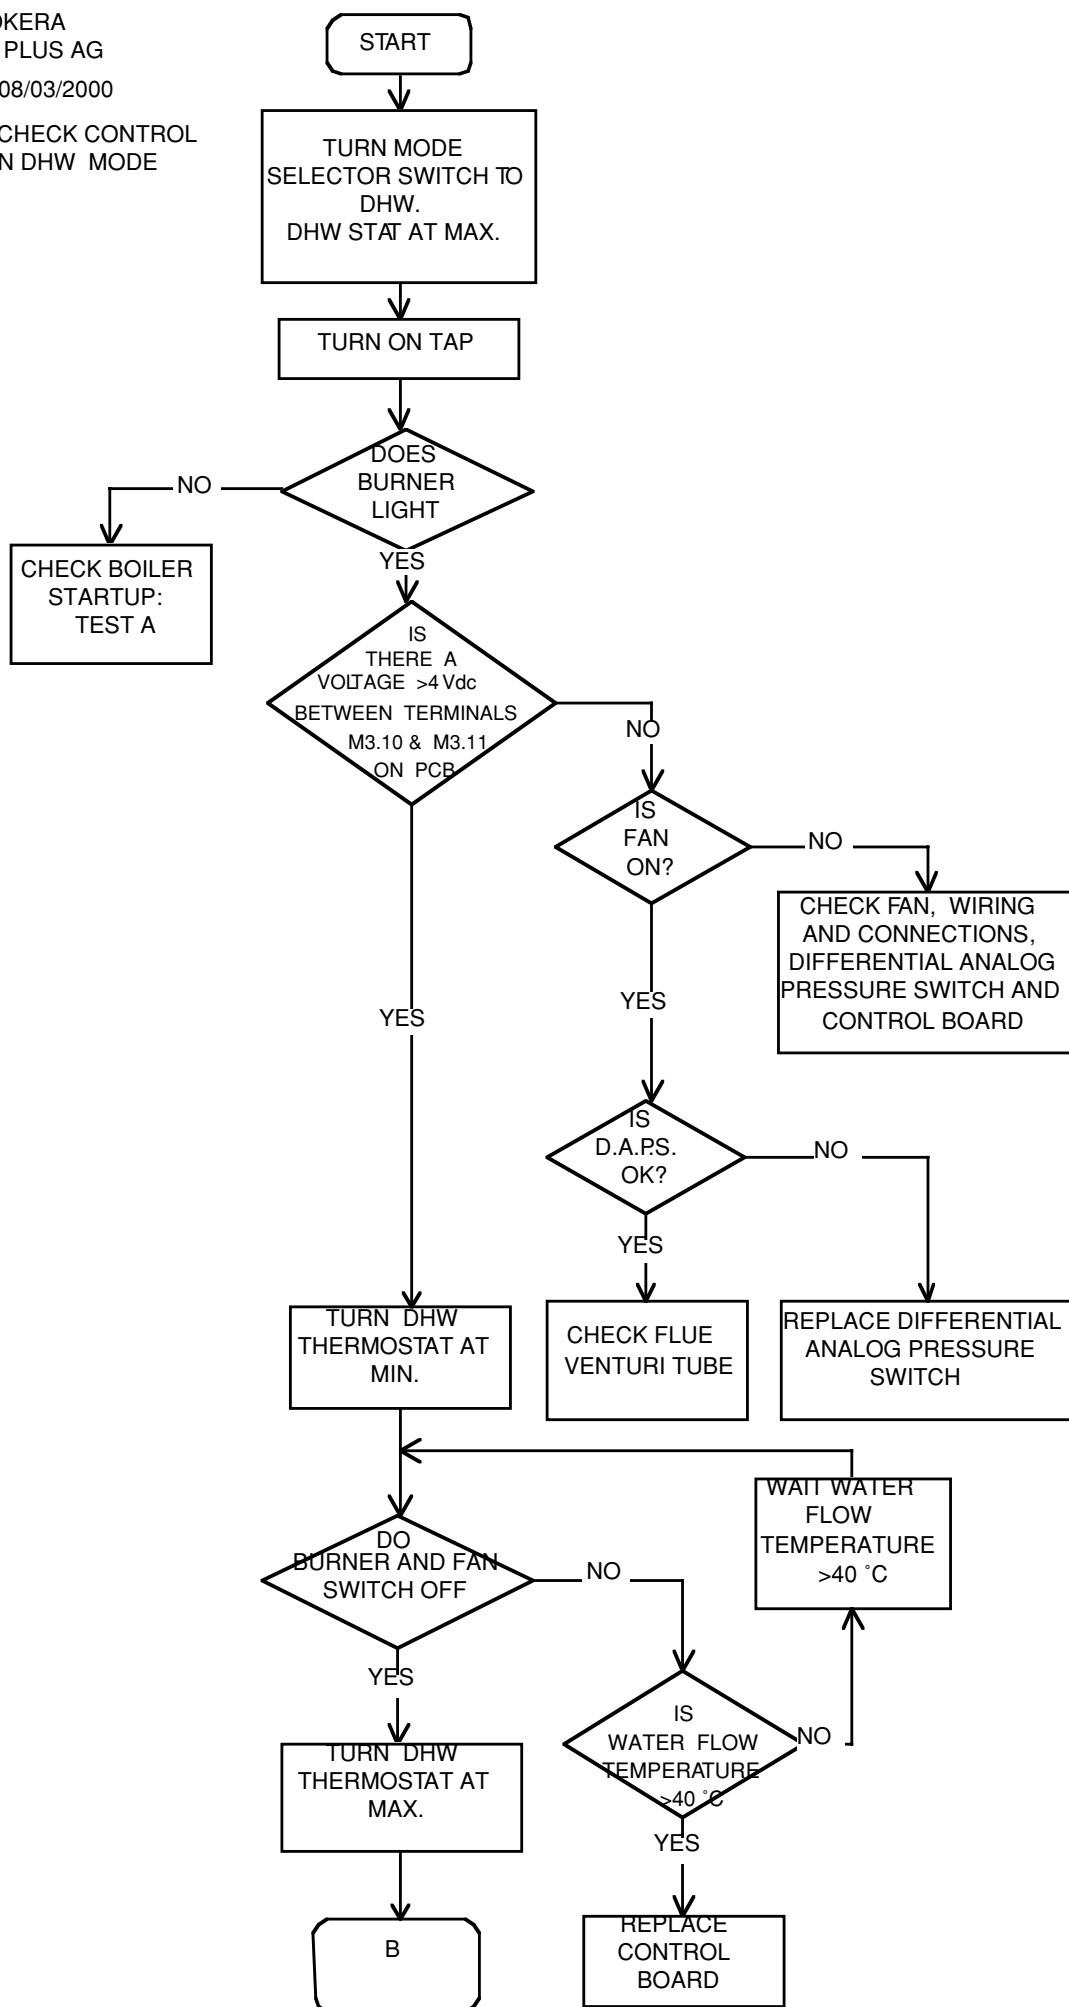 OKERA
PLUS AG
08/03/2000
CHECK CONTROL
N DHW MODE
START
TURN MODE
SELECTOR SWITCH TO
DHW.
DHW STAT AT MAX.
TURN ON TAP
DOES
BURNER
LIGHT
NO
YES
CHECK BOILER
STARTUP:
TEST A
IS
THERE A
VOLTAGE >4 Vdc
BETWEEN TERMINALS
M3.10 & M3.11
ON PCB
NO
IS
FAN
ON?
NO
CHECK FAN, WIRING
AND CONNECTIONS,
DIFFERENTIAL ANALOG
PRESSURE SWITCH AND
CONTROL BOARD
YES
YES
IS
D.A.P.S.
OK?
NO
YES
TURN DHW
THERMOSTAT AT
MIN.
CHECK FLUE
VENTURI TUBE
REPLACE DIFFERENTIAL
ANALOG PRESSURE
SWITCH
WAIT WATER
FLOW
TEMPERATURE
>40 ˚C
DO
BURNER AND FAN
SWITCH OFF
NO
YES
IS
WATER FLOW
TEMPERATURE
>40 ˚C
NO
TURN DHW
THERMOSTAT AT
MAX.
YES
B
REPLACE
CONTROL
BOARD